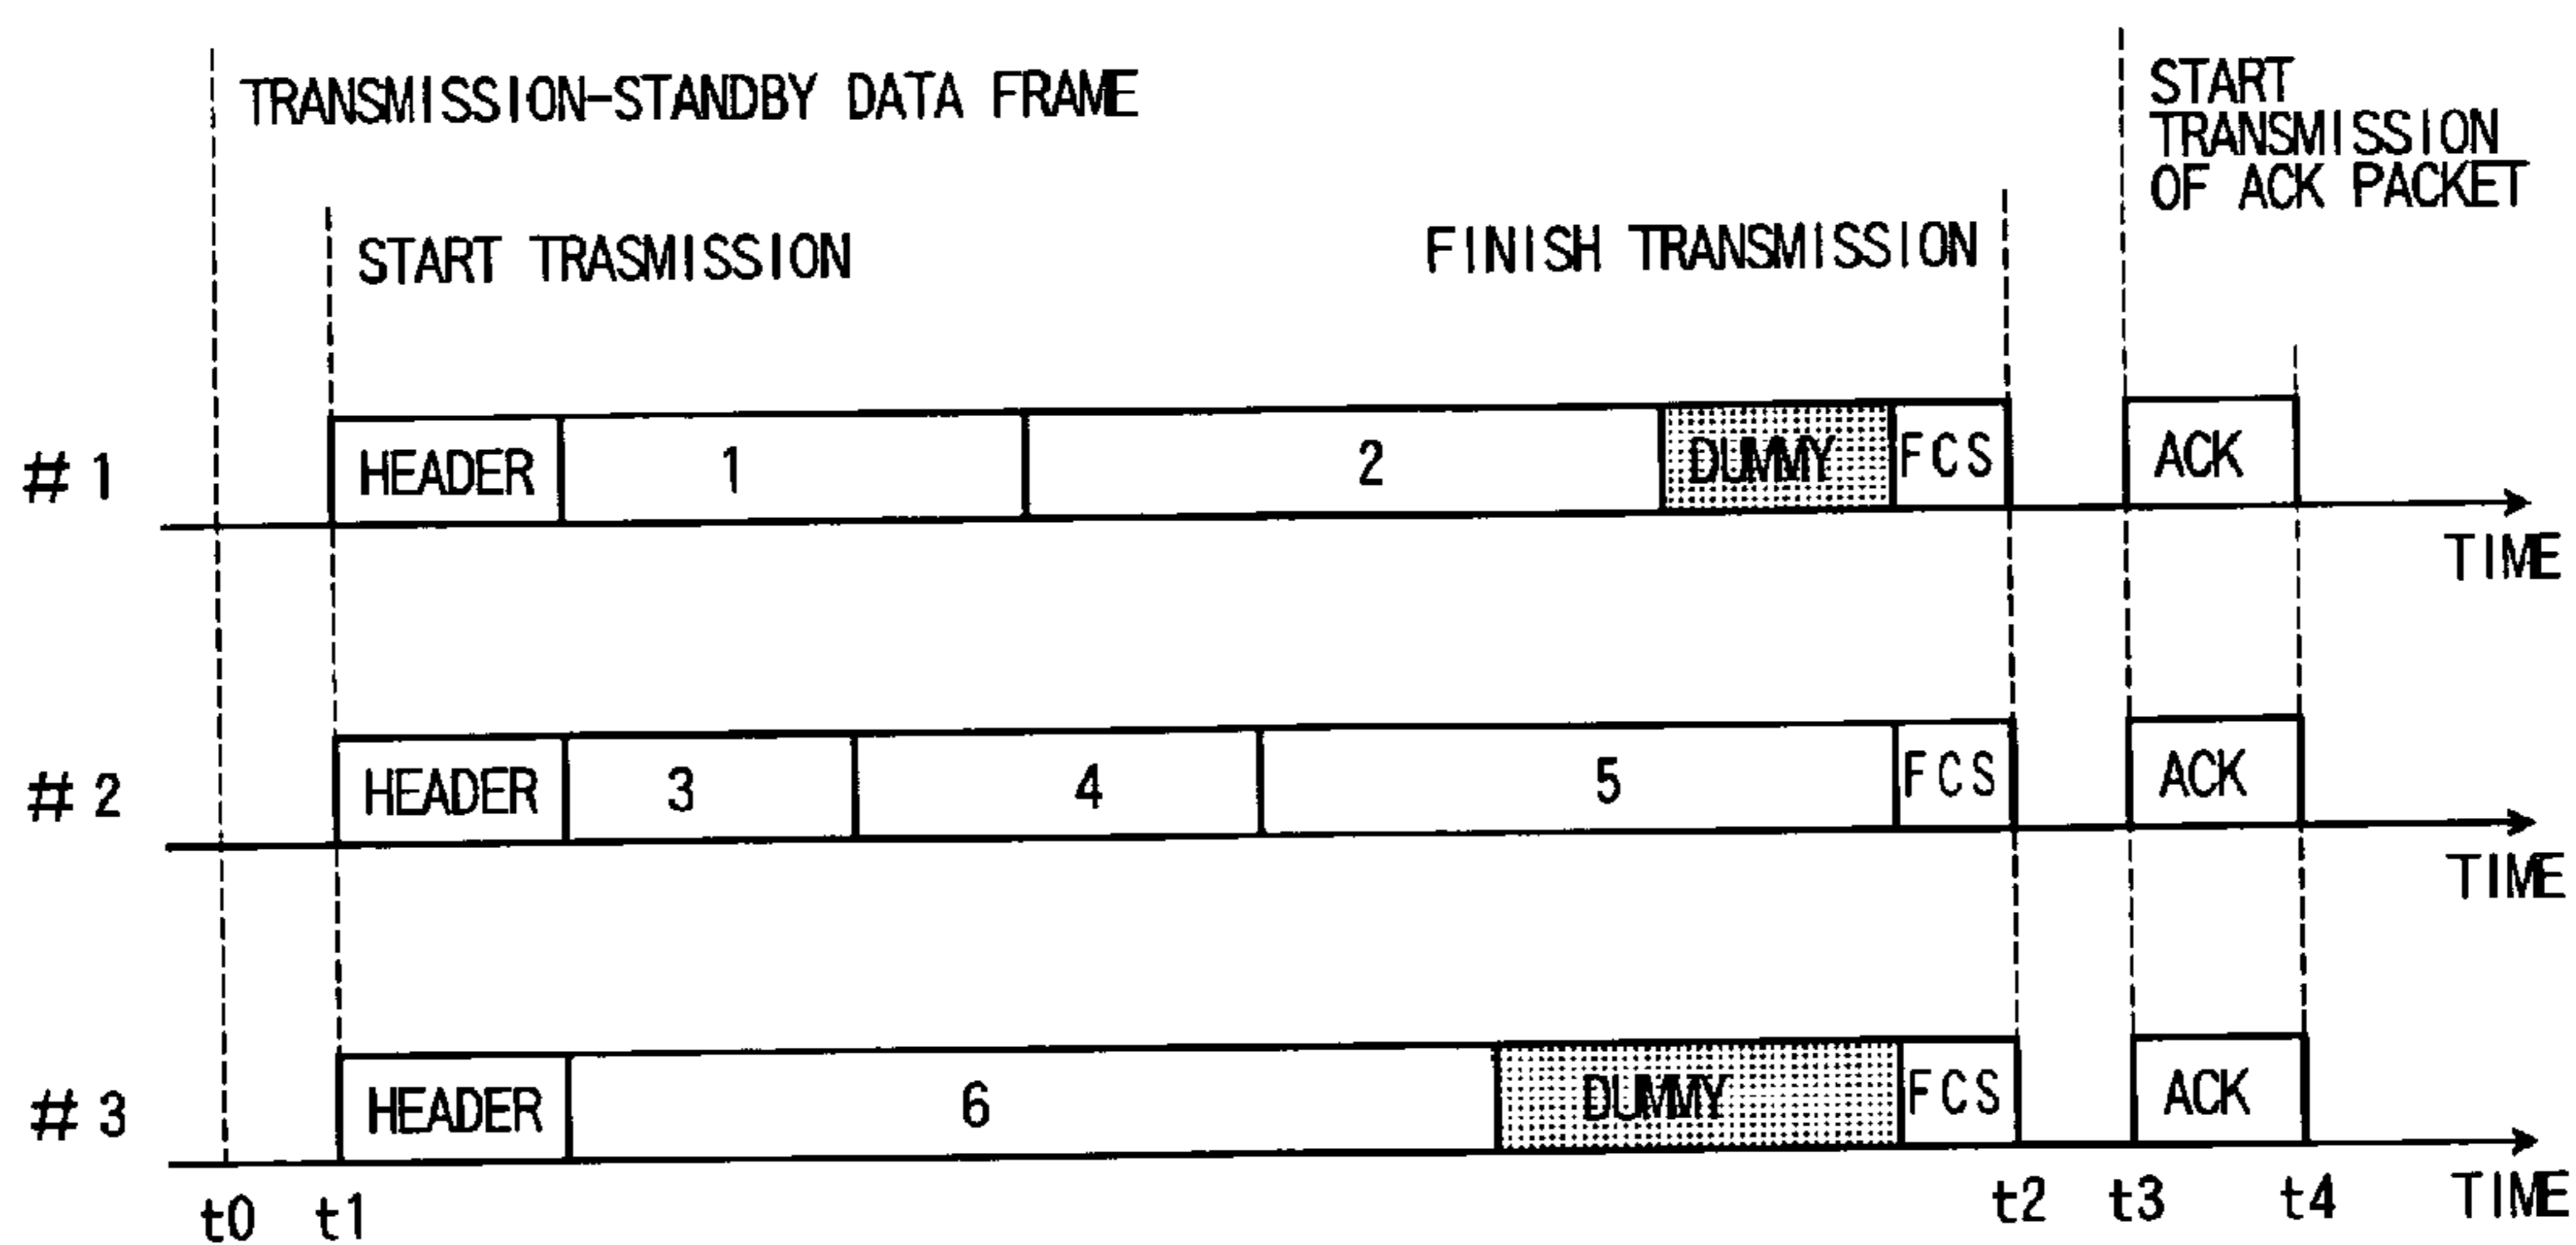 TRANSMISSION-STANDBY DATA FRAME
START
TRANSMISSION
OF ACK PACKET
START TRASMISSION
FINISH TRANSMISSION
#1 HEADER 1 2 DUMMY FCS ACK
TIME
#2 HEADER 3 4 5 FCS ACK
TIME
#3 HEADER 6 DUMMY FCS ACK
t0 t1 t2 t3 t4 TIME